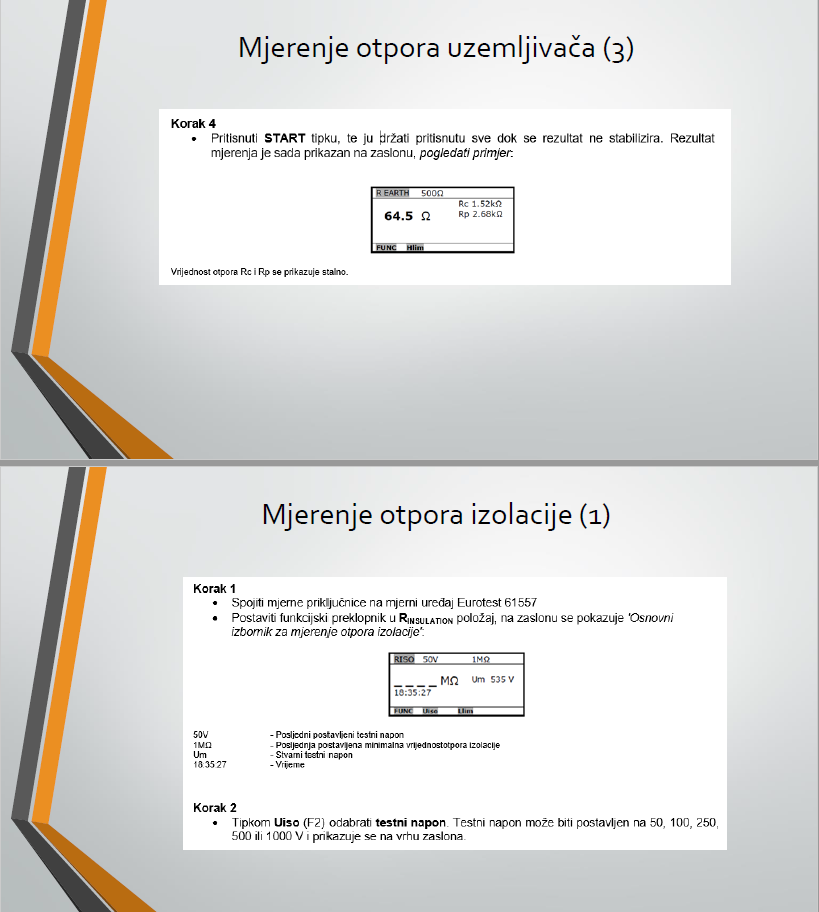 Mjerenje otpora uzemljivača (3)
Korak 4
• Pritisnuti START tipku, te ju držati pritisnutu sve dok se rezultat ne stabilizira. Rezultat
mjerenja je sada prikazan na zaslonu, pogledati primjer:
R EARTH 500Ω
Rc 1.52kΩ
64.5 Ω Rp 2.68kΩ
FUNC Hlim
Vrijednost otpora Rc i Rp se prikazuje stalno.
Mjerenje otpora izolacije (1)
Korak 1
• Spojiti mjerne priključnice na mjerni uređaj Eurotest 61557
• Postaviti funkcijski preklopnik u RINSULATION položaj, na zaslonu se pokazuje 'Osnovni
izbornik za mjerenje otpora izolacije':
RISO 50V 1MΩ
_ _ _ _ MΩ Um 535 V
18:35:27
FUNC Uiso Llim
50V - Posljedni postavljeni testni napon
1MΩ - Posljednja postavljena minimalna vrijednostotpora izolacije
Um - Stvarni testni napon
18:35:27 - Vrijeme
Korak 2
• Tipkom Uiso (F2) odabrati testni napon. Testni napon može biti postavljen na 50, 100, 250,
500 ili 1000 V i prikazuje se na vrhu zaslona.